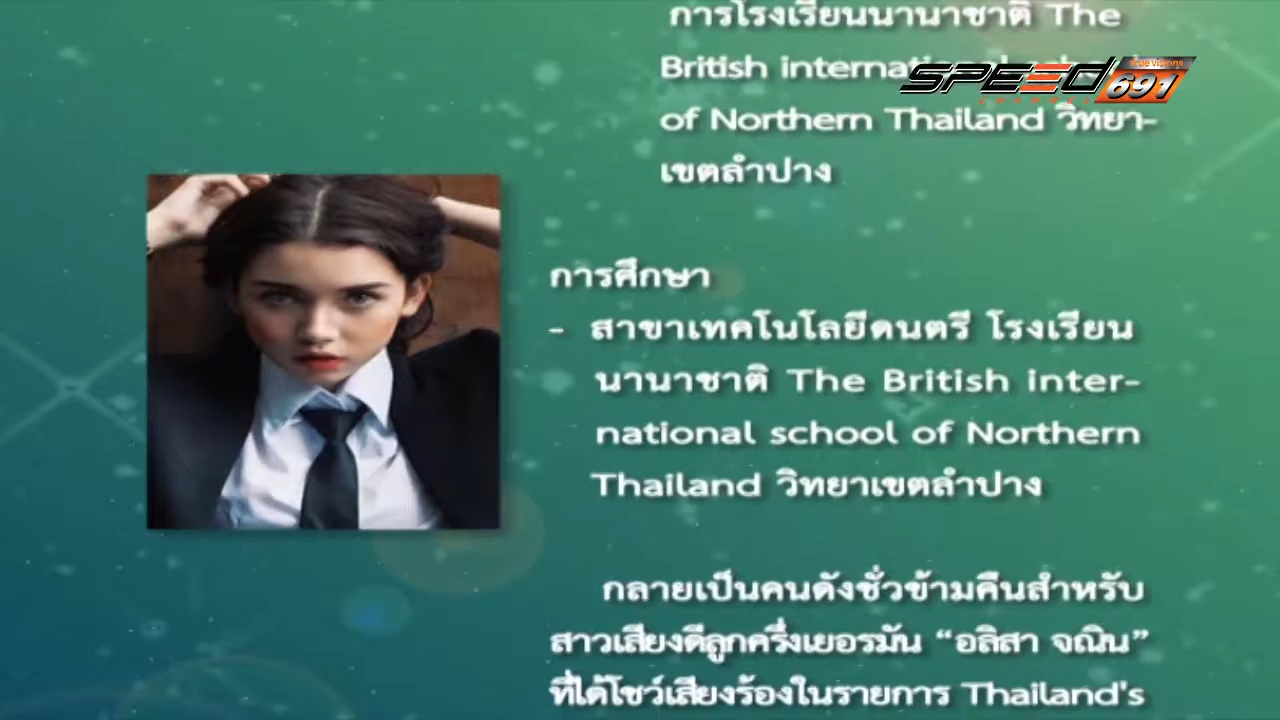 การโรงเรียนนานาชาติ The
British international school
SPEED
true visions
691
CHANNEL
of Northern Thailand วิทยา-
เขตลำปาง
การศึกษา
- สาขาเทคโนโลยีดนตรี โรงเรียน
นานาชาติ The British inter-
national school of Northern
Thailand วิทยาเขตลำปาง
กลายเป็นคนดังชั่วข้ามคืนสำหรับ
สาวเสียงดีลูกครึ่งเยอรมัน “อลิสา จณิน”
ที่ได้โชว์เสียงร้องในรายการ Thailand's